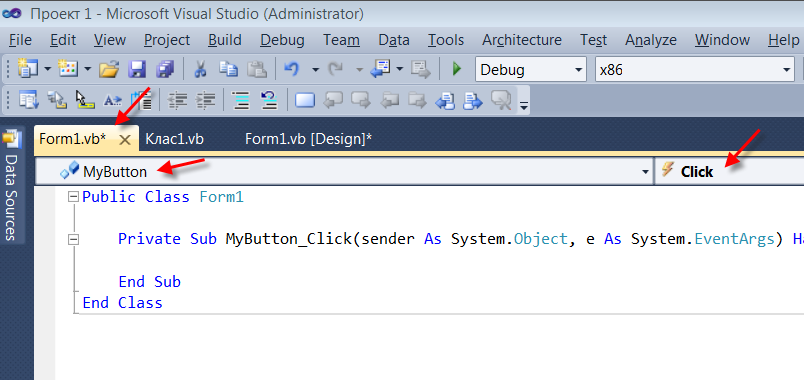 Проект 1 - Microsoft Visual Studio (Administrator)
File Edit View Project Build Debug Team Data Tools Architecture Test Analyze Window Help
Debug x86
Form1.vb* Клас1.vb Form1.vb [Design]*
Data Sources
MyButton Click
Public Class Form1
Private Sub MyButton_Click(sender As System.Object, e As System.EventArgs) Ha
End Sub
End Class